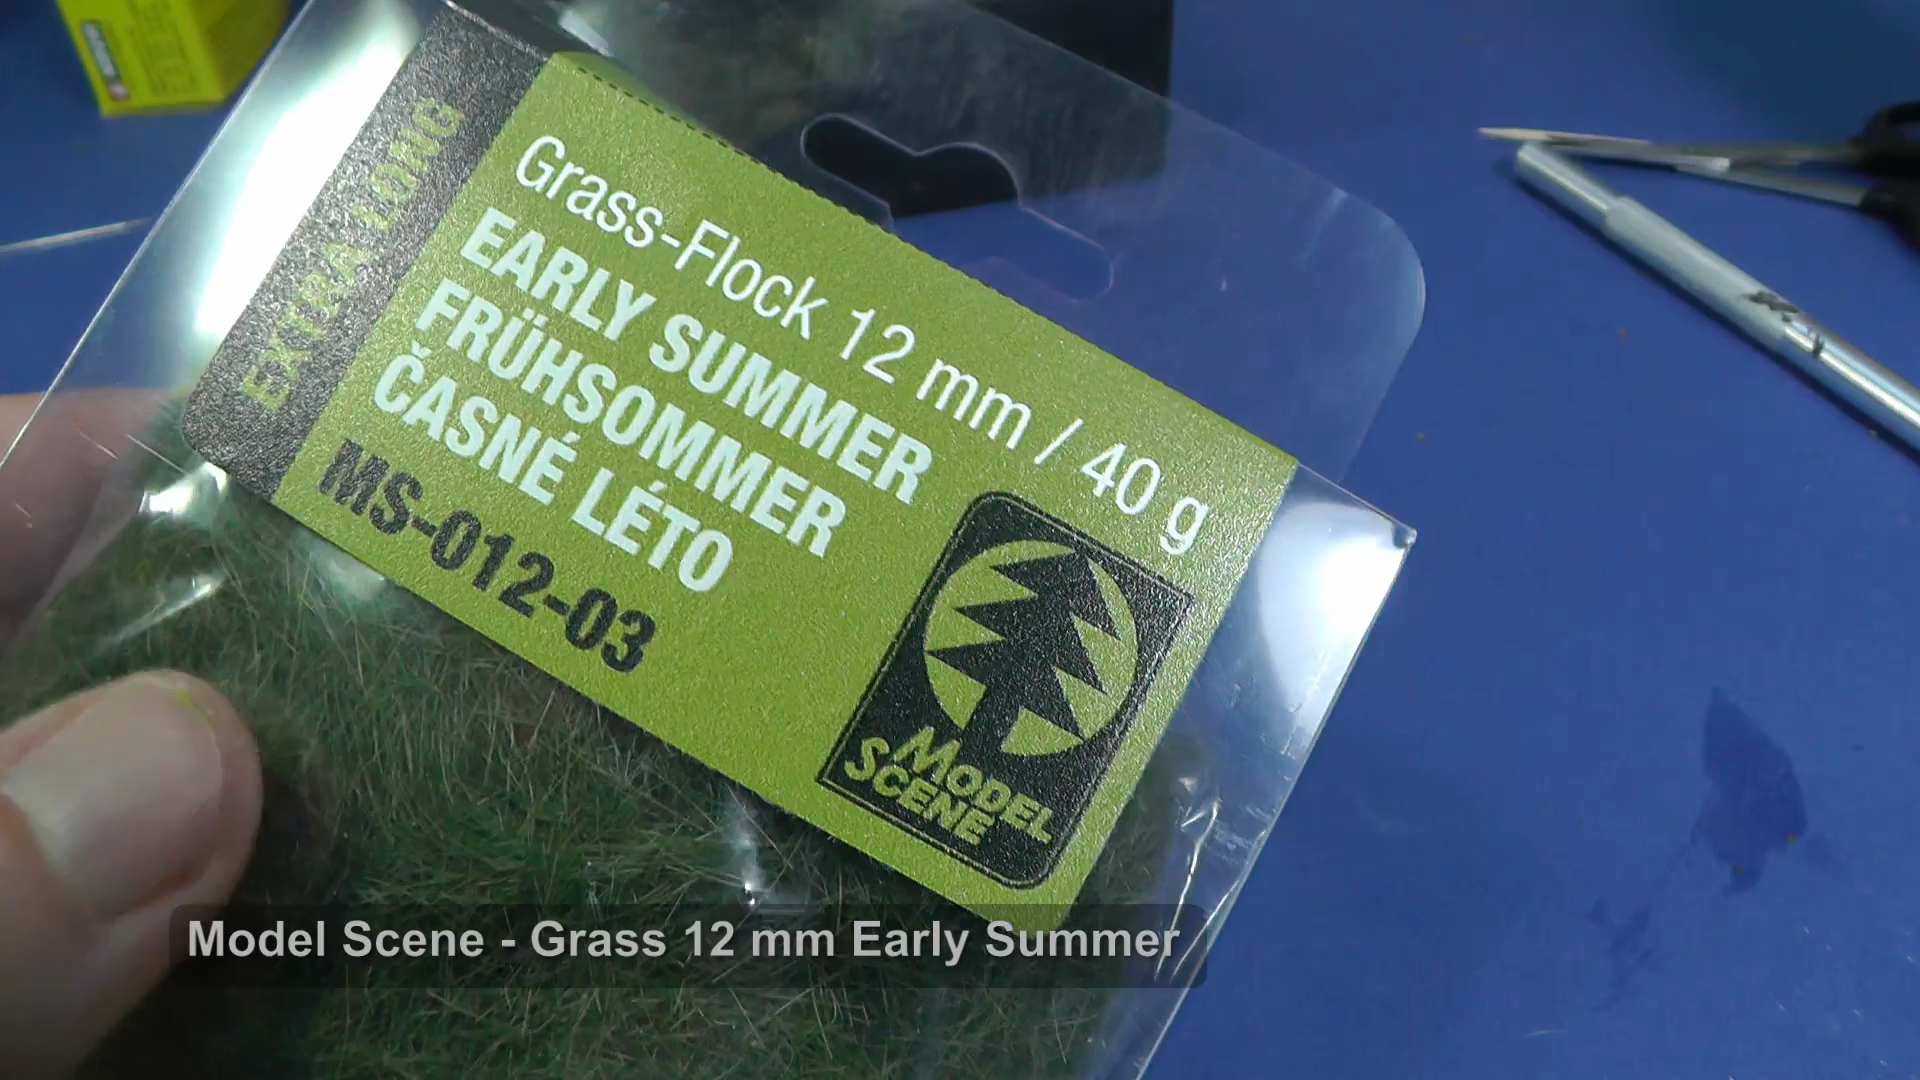 EXTRA LONG
Grass-Flock 12 mm / 40 g
EARLY SUMMER
FRÜHSOMMER
ČASNÉ LÉTO
MS-012-03
MODEL
SCENE
Model Scene - Grass 12 mm Early Summer